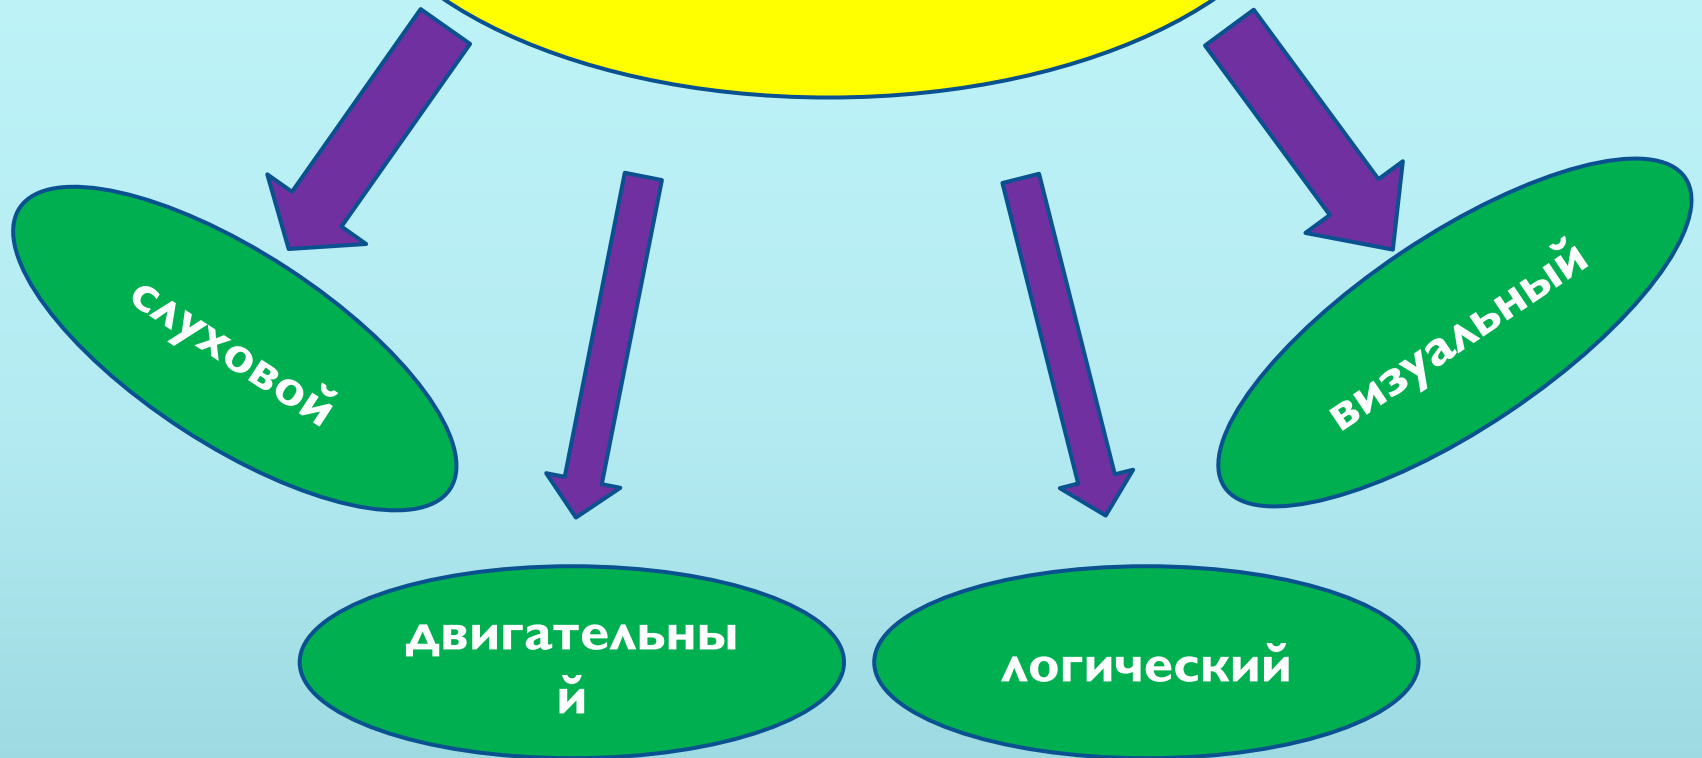 слуховой
визуальный
двигательны
й
логический